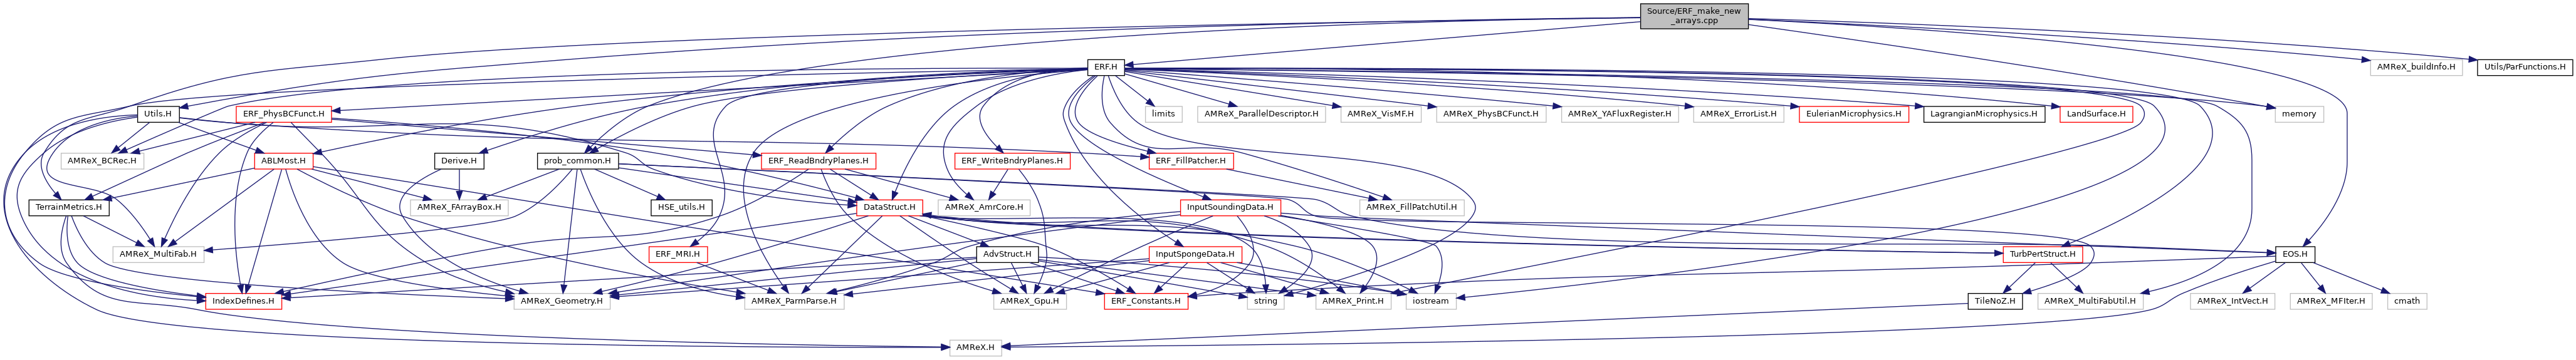 Source/ERF_make_new
_arrays.cpp
ERF.H
AMReX_buildInfo.H
Utils/ParFunctions.H
Utils.H
ERF_PhysBCFunct.H
limits
AMReX_ParallelDescriptor.H
AMReX_VisMF.H
AMReX_PhysBCFunct.H
AMReX_YAFluxRegister.H
AMReX_ErrorList.H
EulerianMicrophysics.H
LagrangianMicrophysics.H
LandSurface.H
memory
AMReX_BCRec.H
ABLMost.H
Derive.H
prob_common.H
ERF_ReadBndryPlanes.H
ERF_WriteBndryPlanes.H
ERF_FillPatcher.H
TerrainMetrics.H
AMReX_FArrayBox.H
HSE_utils.H
DataStruct.H
AMReX_AmrCore.H
InputSoundingData.H
AMReX_FillPatchUtil.H
AMReX_MultiFab.H
ERF_MRI.H
AdvStruct.H
InputSpongeData.H
TurbPertStruct.H
EOS.H
IndexDefines.H
AMReX_Geometry.H
AMReX_ParmParse.H
AMReX_Gpu.H
ERF_Constants.H
string
AMReX_Print.H
iostream
TileNoZ.H
AMReX_MultiFabUtil.H
AMReX_IntVect.H
AMReX_MFIter.H
cmath
AMReX.H